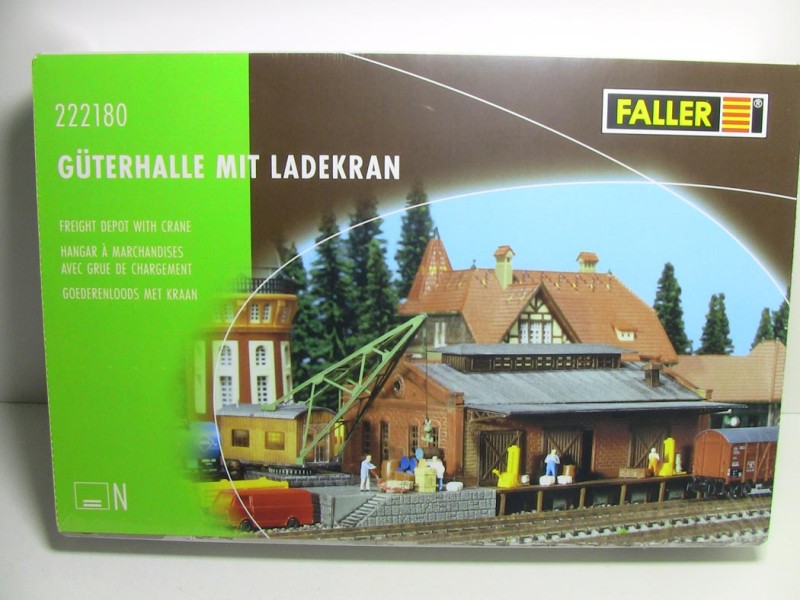 222180
FALLER ®
GÜTERHALLE MIT LADEKRAN
FREIGHT DEPOT WITH CRANE
HANGAR À MARCHANDISES
AVEC GRUE DE CHARGEMENT
GOEDERENLOODS MET KRAAN
N